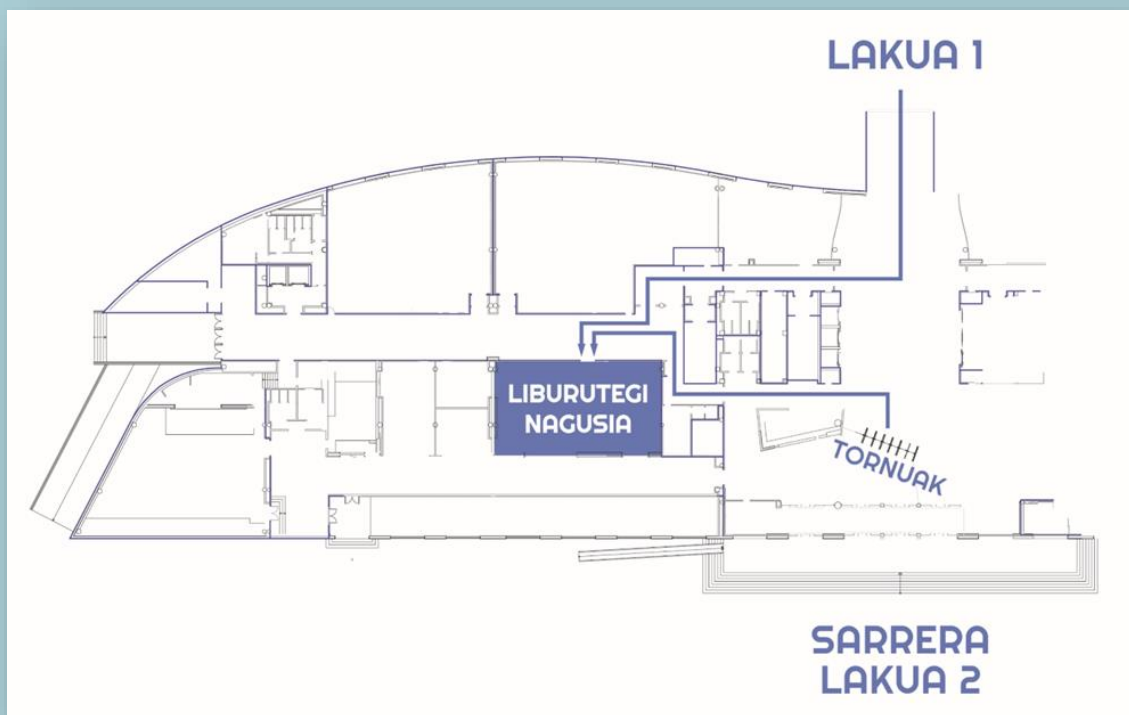 LAKUA 1
LIBURUTEGI
NAGUSIA
TORNUAK
SARRERA
LAKUA 2